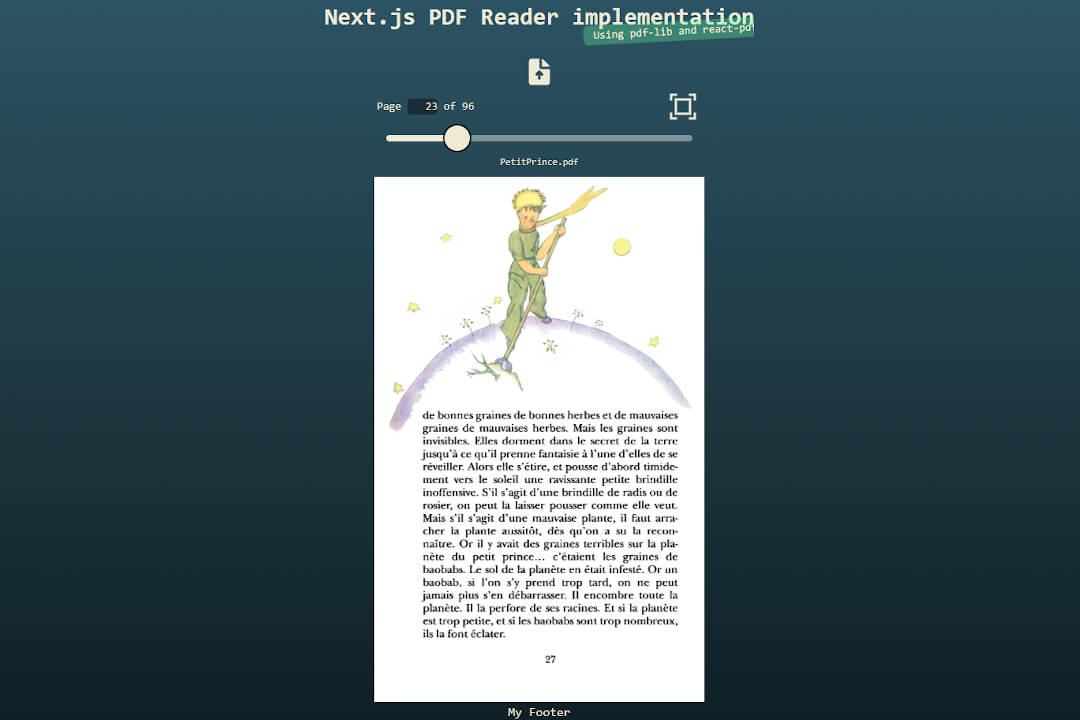 Next.js PDF Reader implementation
Using pdf-lib and react-pdf
Page 23 of 96
PetitPrince.pdf
de bonnes graines de bonnes herbes et de mauvaises
graines de mauvaises herbes. Mais les graines sont
invisibles. Elles dorment dans le secret de la terre
jusqu'à ce qu'il prenne fantaisie à l'une d'elles de se
réveiller. Alors elle s'étire, et pousse d'abord timide-
ment vers le soleil une ravissante petite brindille
inoffensive. S'il s'agit d'une brindille de radis ou de
rosier, on peut la laisser pousser comme elle veut.
Mais s'il s'agit d'une mauvaise plante, il faut arra-
cher la plante aussitôt, dès qu'on a su la recon-
naître. Or il y avait des graines terribles sur la pla-
nète du petit prince... c'étaient les graines de
baobabs. Le sol de la planète en était infesté. Or un
baobab, si l'on s'y prend trop tard, on ne peut
jamais plus s'en débarrasser. Il encombre toute la
planète. Il la perfore de ses racines. Et si la planète
est trop petite, et si les baobabs sont trop nombreux,
ils la font éclater.
27
My Footer